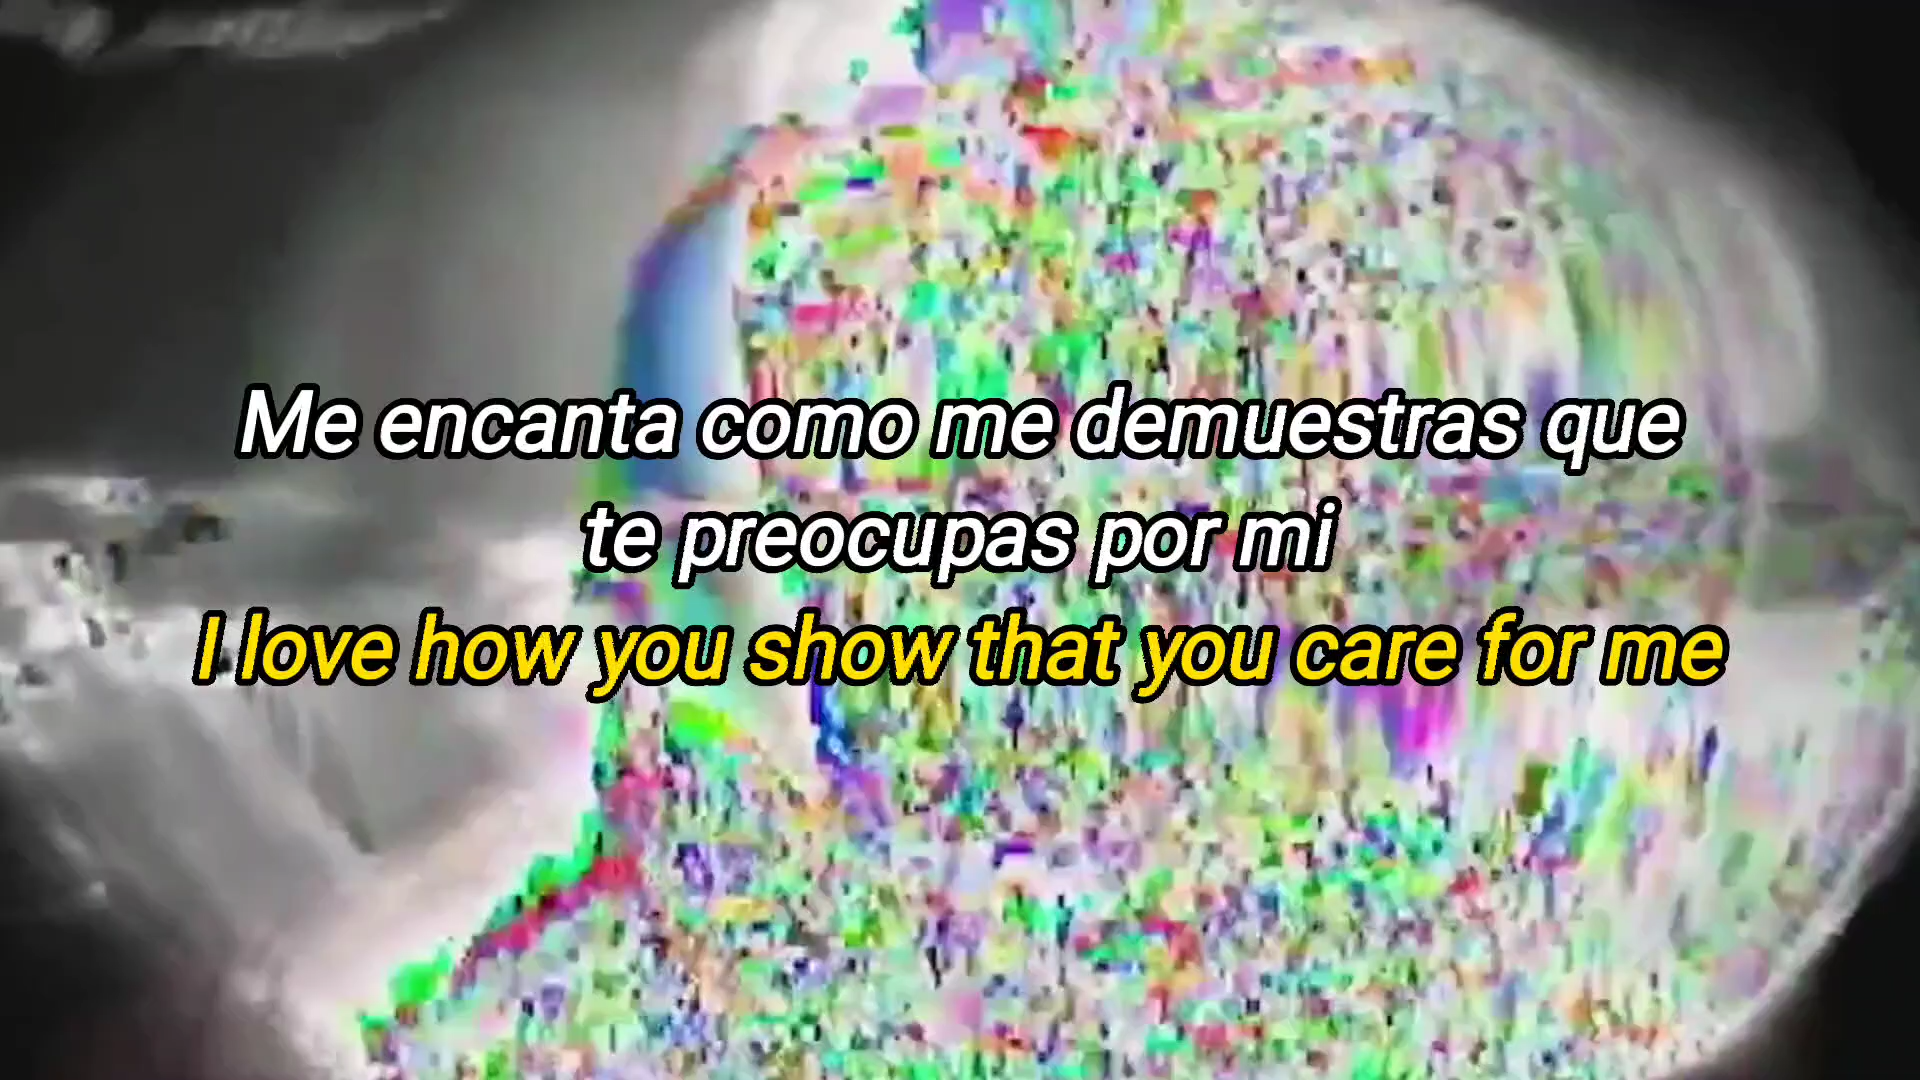 Me encanta como me demuestras que
te preocupas por mi
I love how you show that you care for me